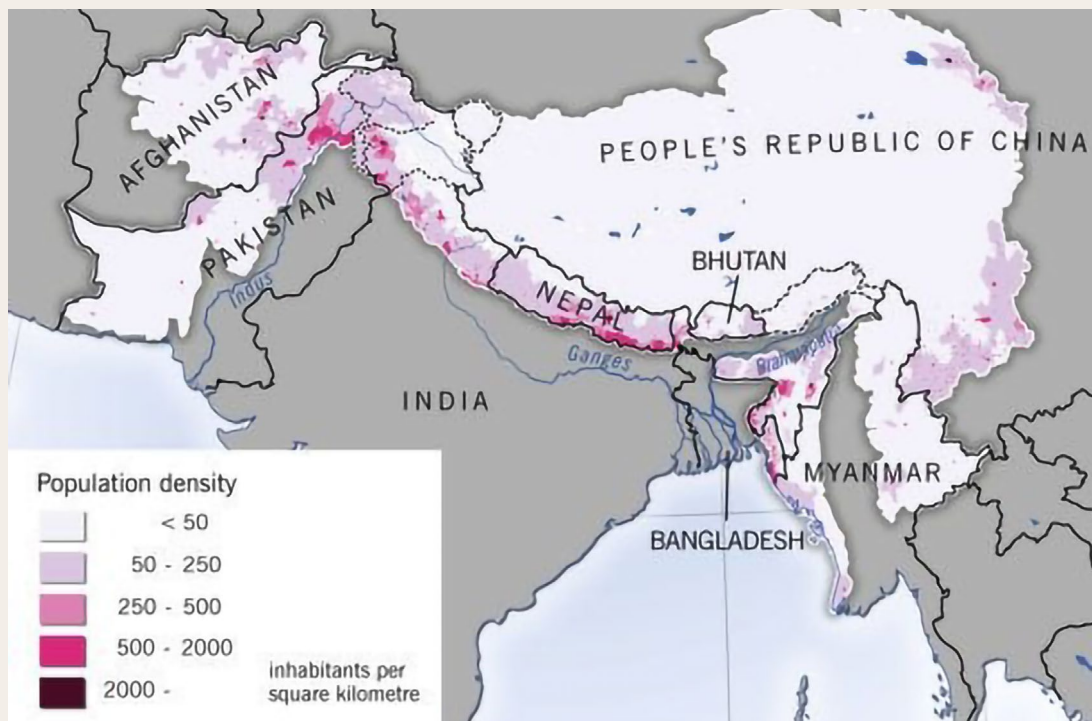 AFGHANISTAN
PEOPLE'S REPUBLIC OF CHINA
PAKISTAN
BHUTAN
Indus
NEPAL
Brahmaputra
Ganges
INDIA
MYANMAR
BANGLADESH
Population density
< 50
50 - 250
250 - 500
500 - 2000
2000 -
inhabitants per
square kilometre